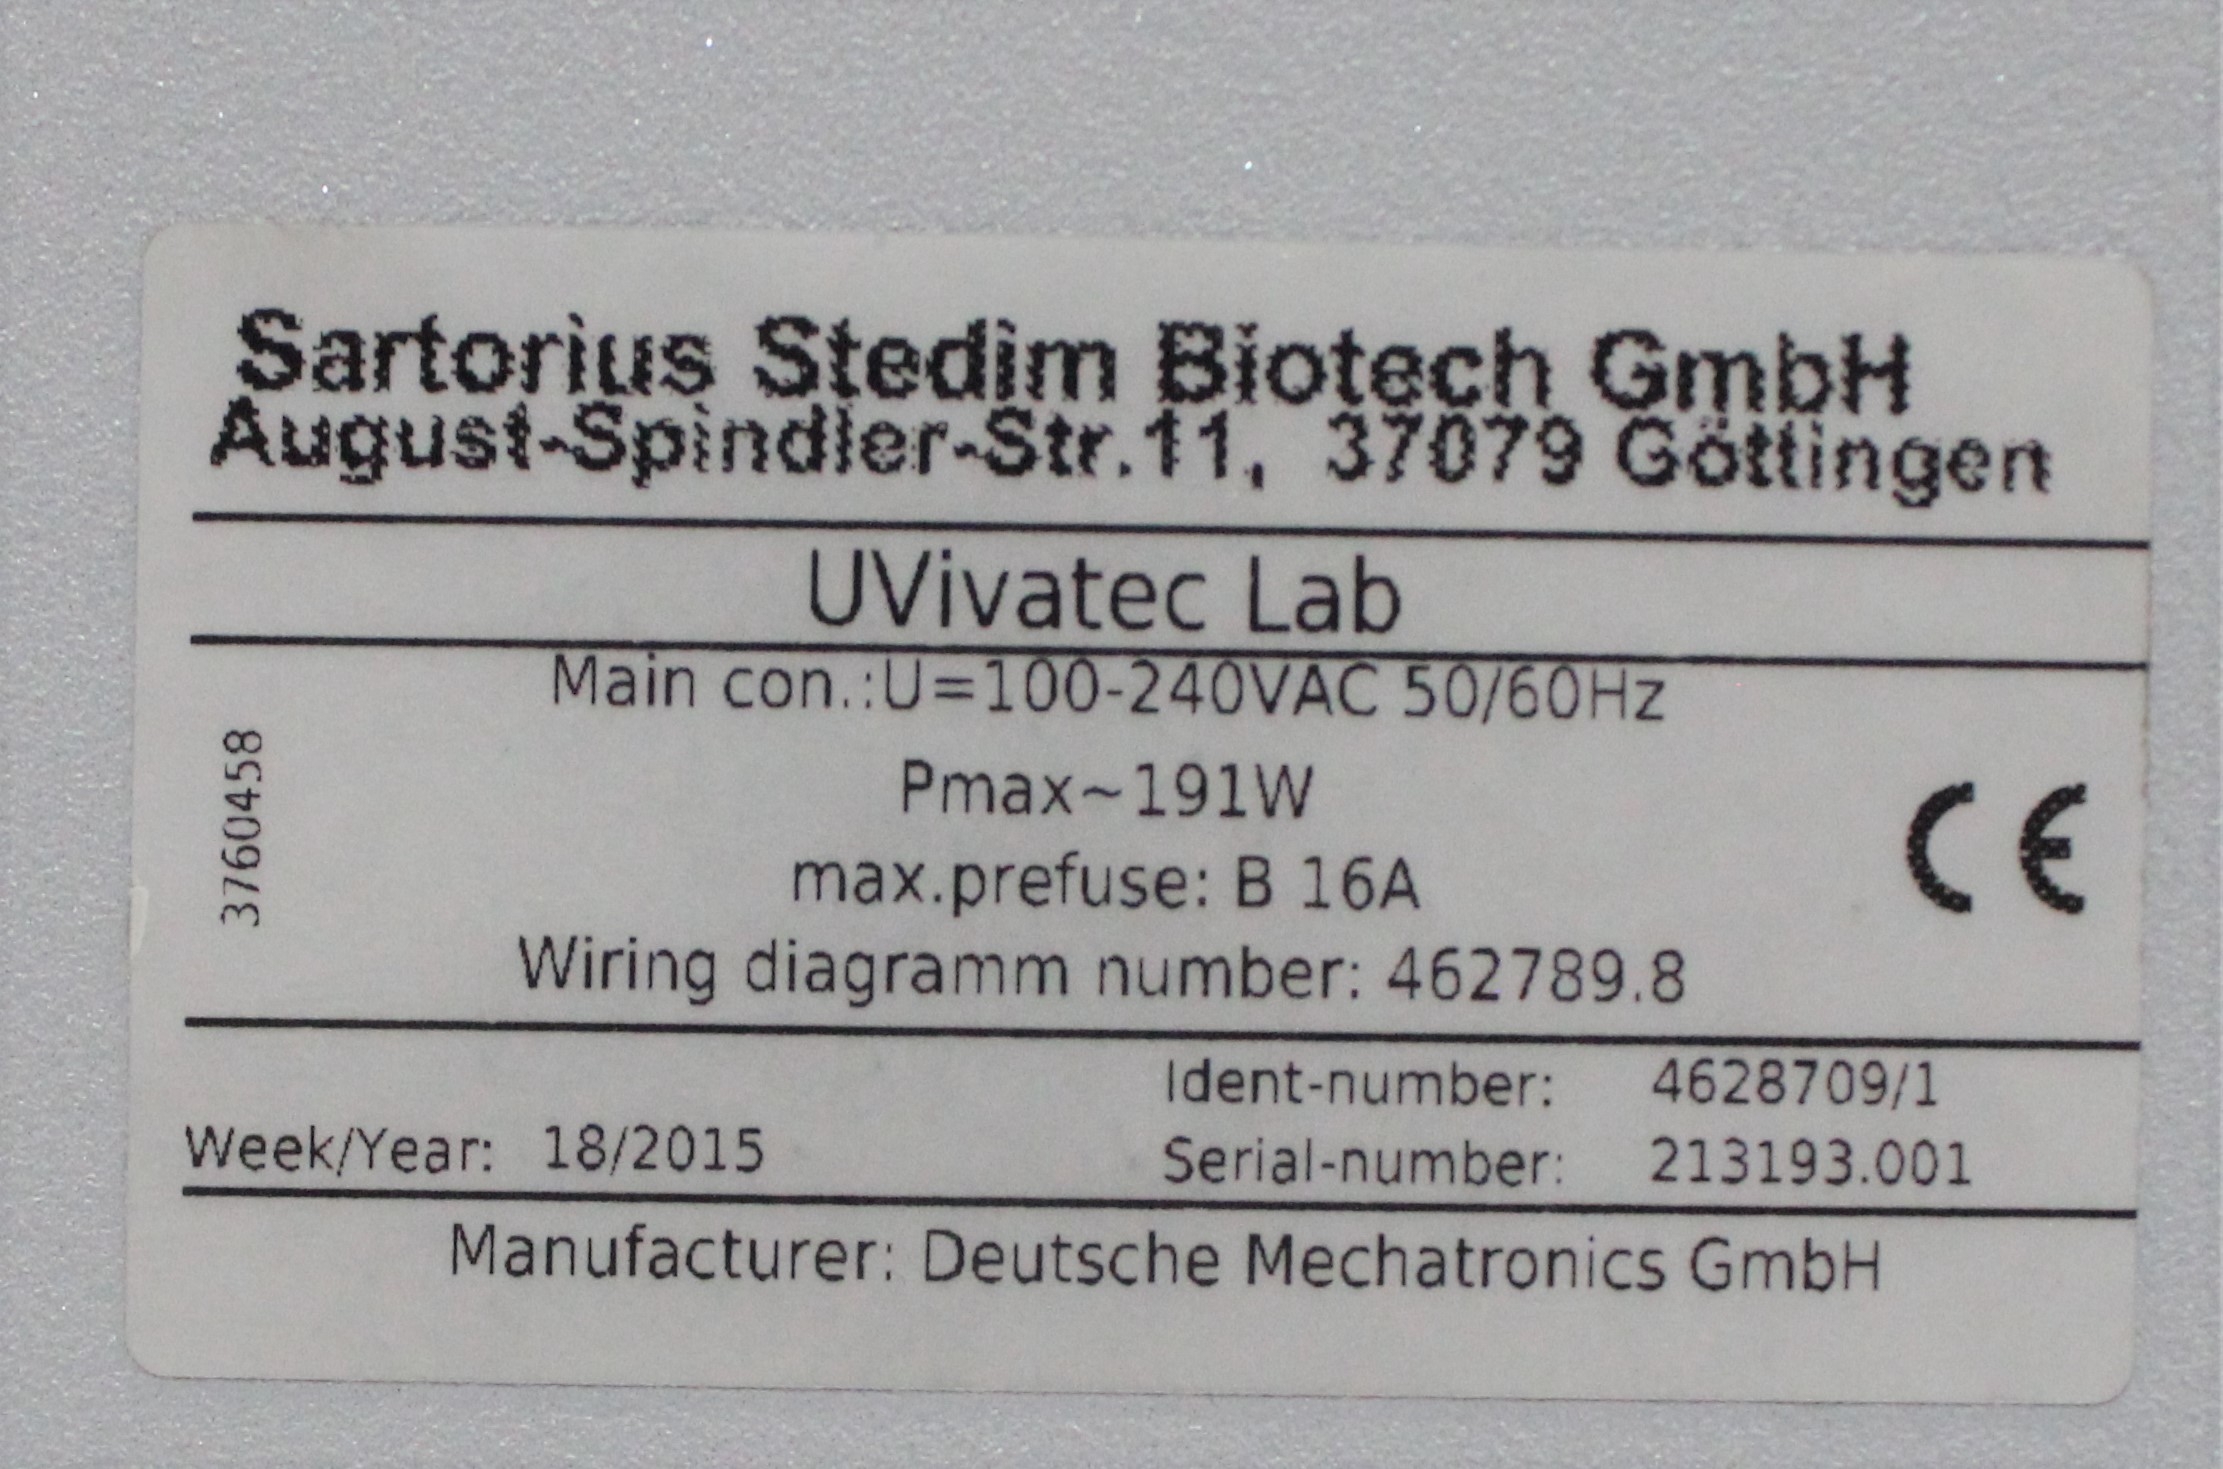 Sartorius Stedim Biotech GmbH
August-Spindler-Str.11, 37079 Göttingen
UVivatec Lab
Main con.:U=100-240VAC 50/60Hz
Pmax~191W
max.prefuse: B 16A
Wiring diagramm number: 462789.8
3760458
CE
Ident-number: 4628709/1
Week/Year: 18/2015
Serial-number: 213193.001
Manufacturer: Deutsche Mechatronics GmbH